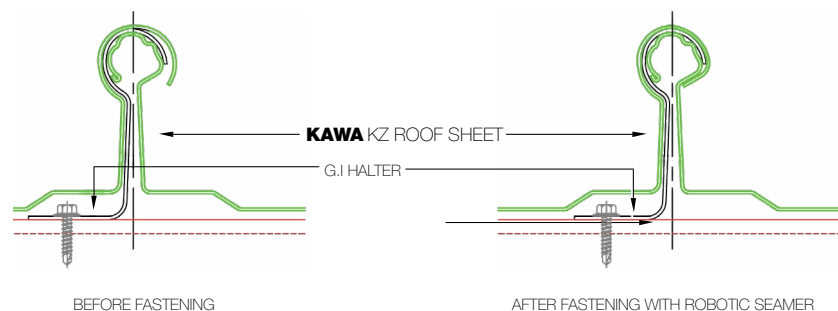 KAWA KZ ROOF SHEET
G.I HALTER
BEFORE FASTENING
AFTER FASTENING WITH ROBOTIC SEAMER